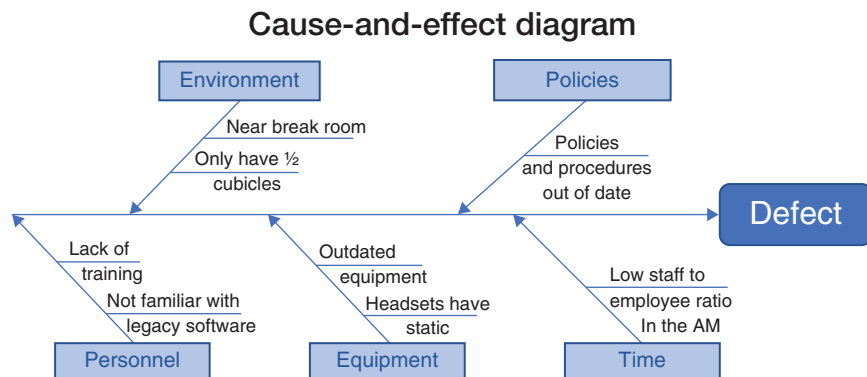 Cause-and-effect diagram
Environment
Policies
Near break room
Only have ½
cubicles
Policies
and procedures
out of date
Defect
Lack of
training
Not familiar with
legacy software
Outdated
equipment
Headsets have
static
Low staff to
employee ratio
In the AM
Personnel
Equipment
Time